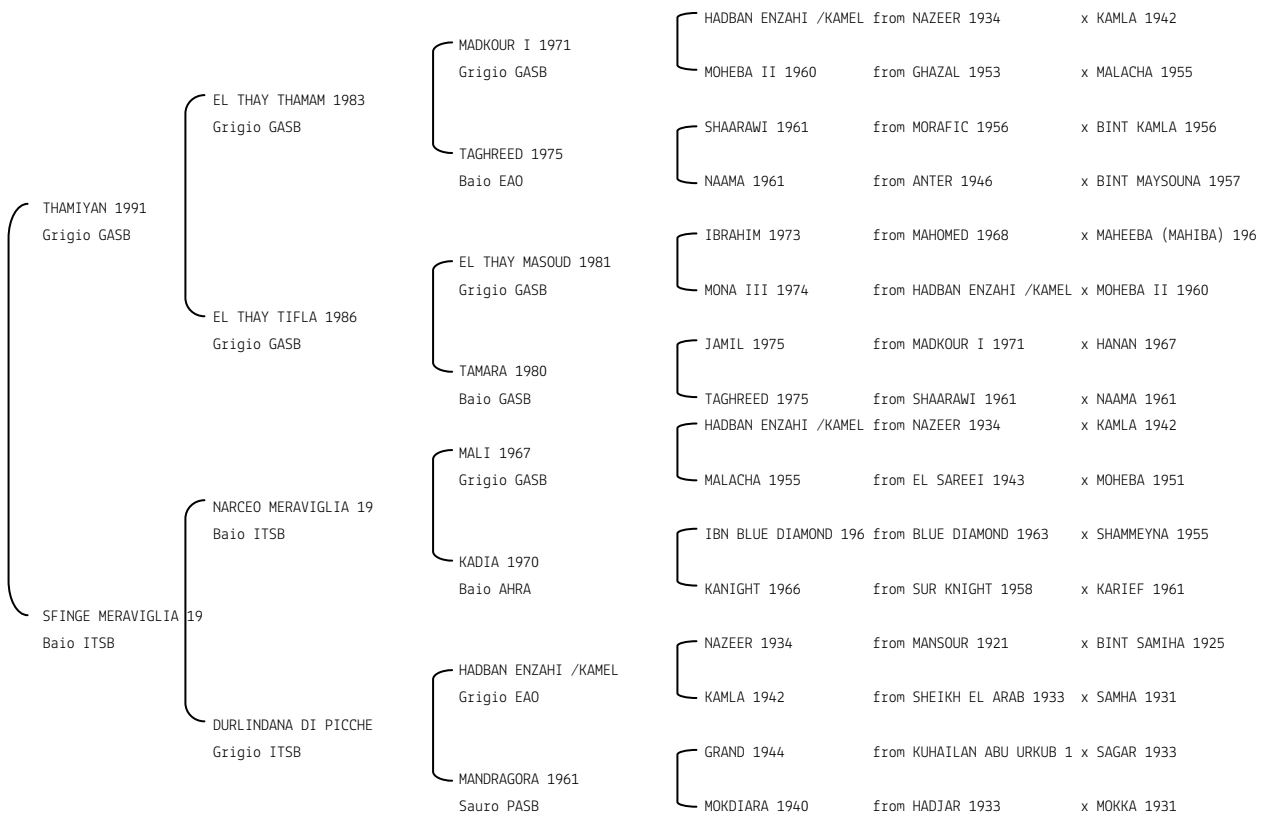 HADBAN ENZAHI /KAMEL from NAZEER 1934 x KAMLA 1942
MADKOUR I 1971
Grigio GASB
MOHEBA II 1960 from GHAZAL 1953 x MALACHA 1955
EL THAY THAMAM 1983
Grigio GASB
SHAARAWI 1961 from MORAFIC 1956 x BINT KAMLA 1956
TAGHREED 1975
Baio EAO
NAAMA 1961 from ANTER 1946 x BINT MAYSOUNA 1957
THAMIYAN 1991
Grigio GASB
IBRAHIM 1973 from MAHOMED 1968 x MAHEEBA (MAHIBA) 196
EL THAY MASOUD 1981
Grigio GASB
MONA III 1974 from HADBAN ENZAHI /KAMEL x MOHEBA II 1960
EL THAY TIFLA 1986
Grigio GASB
JAMIL 1975 from MADKOUR I 1971 x HANAN 1967
TAMARA 1980
Baio GASB
TAGHREED 1975 from SHAARAWI 1961 x NAAMA 1961
HADBAN ENZAHI /KAMEL from NAZEER 1934 x KAMLA 1942
MALI 1967
Grigio GASB
MALACHA 1955 from EL SAREEI 1943 x MOHEBA 1951
NARCEO MERAVIGLIA 19
Baio ITSB
IBN BLUE DIAMOND 196 from BLUE DIAMOND 1963 x SHAMMEYNA 1955
KADIA 1970
Baio AHRA
KANIGHT 1966 from SUR KNIGHT 1958 x KARIEF 1961
SFINGE MERAVIGLIA 19
Baio ITSB
NAZEER 1934 from MANSOUR 1921 x BINT SAMIHA 1925
HADBAN ENZAHI /KAMEL
Grigio EAO
KAMLA 1942 from SHEIKH EL ARAB 1933 x SAMHA 1931
DURLINDANA DI PICCHE
Grigio ITSB
GRAND 1944 from KUHAILAN ABU URKUB 1 x SAGAR 1933
MANDRAGORA 1961
Sauro PASB
MOKDIARA 1940 from HADJAR 1933 x MOKKA 1931